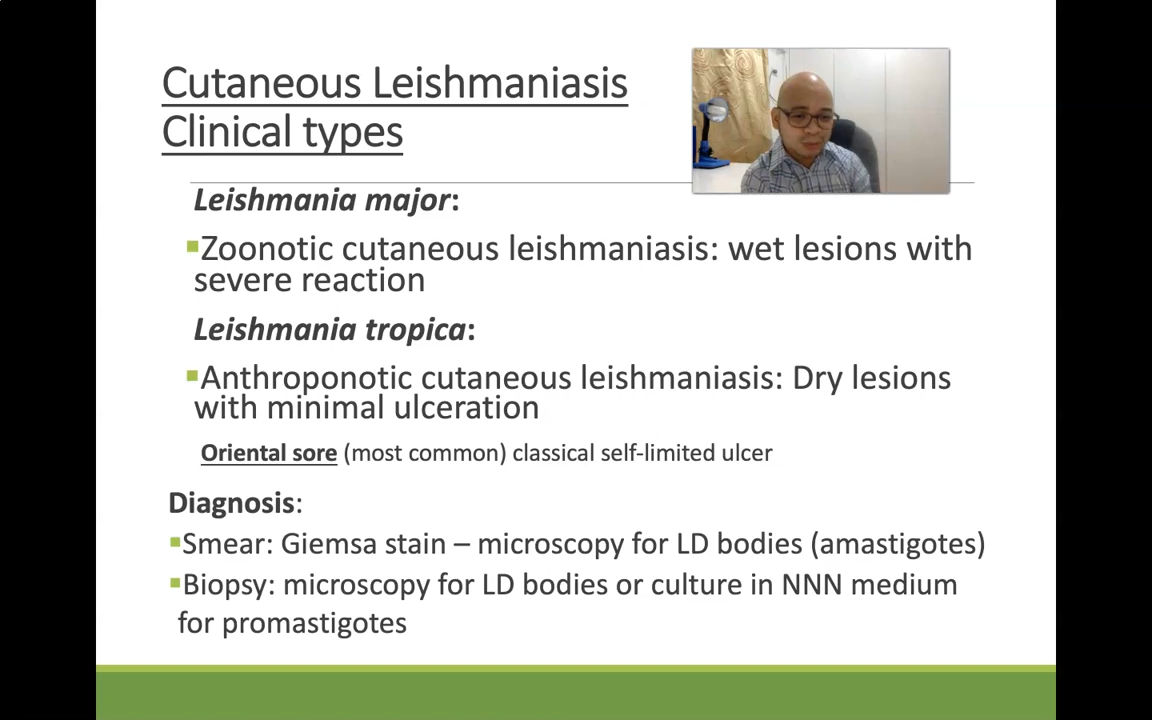 Cutaneous Leishmaniasis
Clinical types
Leishmania major:
▪Zoonotic cutaneous leishmaniasis: wet lesions with
severe reaction
Leishmania tropica:
▪Anthroponotic cutaneous leishmaniasis: Dry lesions
with minimal ulceration
Oriental sore (most common) classical self-limited ulcer
Diagnosis:
▪Smear: Giemsa stain – microscopy for LD bodies (amastigotes)
▪Biopsy: microscopy for LD bodies or culture in NNN medium
for promastigotes